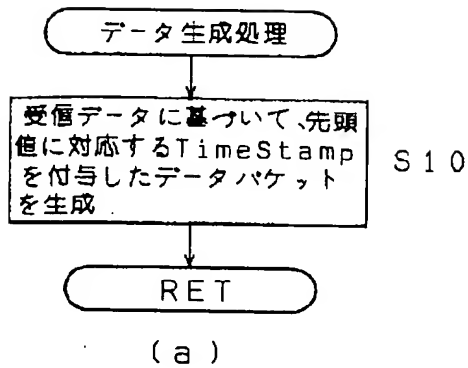 データ生成処理
受信データに基づいて、先頭
値に対応するTimeStamp
を付与したデータパケット
を生成
S10
RET
(a)